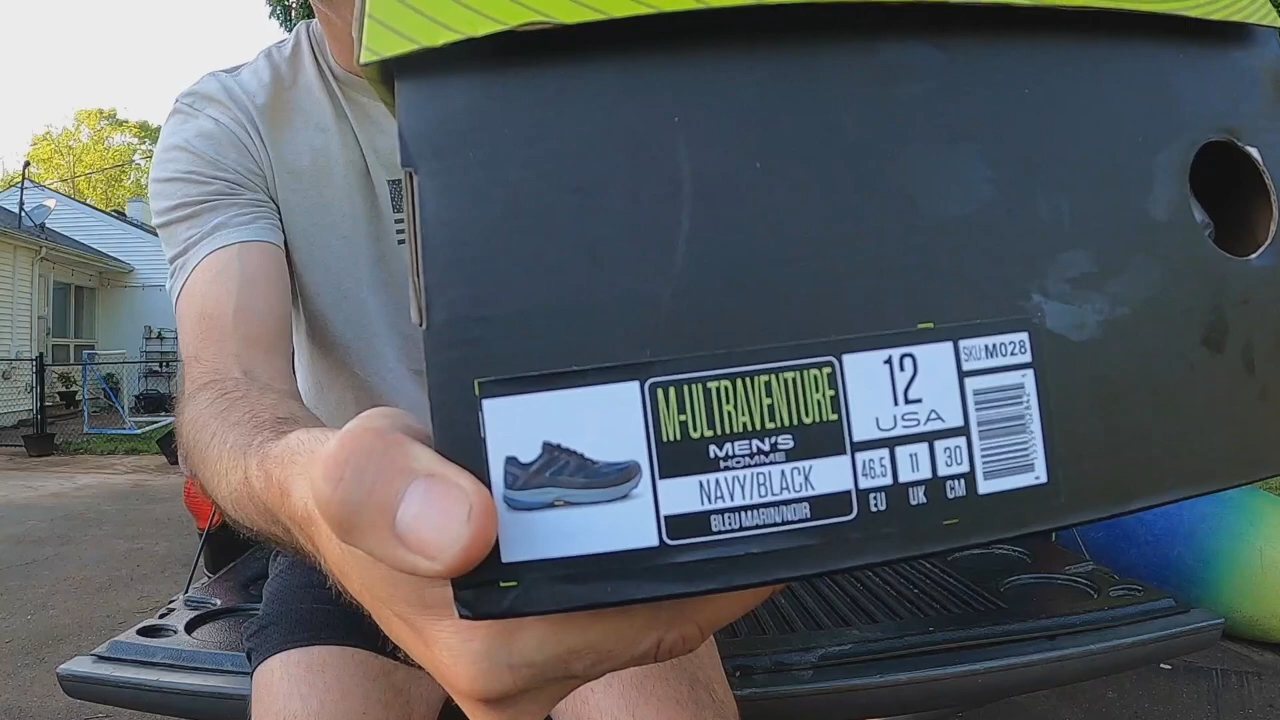 M-ULTRAVENTURE
MEN'S
HOMME
NAVY/BLACK
BLEU MARIN/NOIR
12
USA
46.5
EU
11
UK
30
CM
SKU:M028